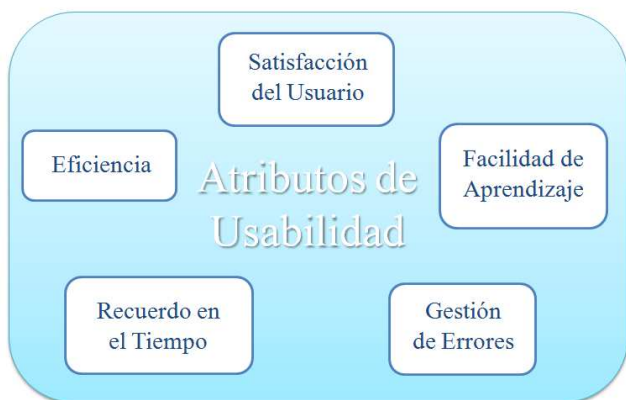 Satisfacción
del Usuario
Eficiencia
Facilidad de
Aprendizaje
Atributos de
Usabilidad
Recuerdo en
el Tiempo
Gestión
de Errores